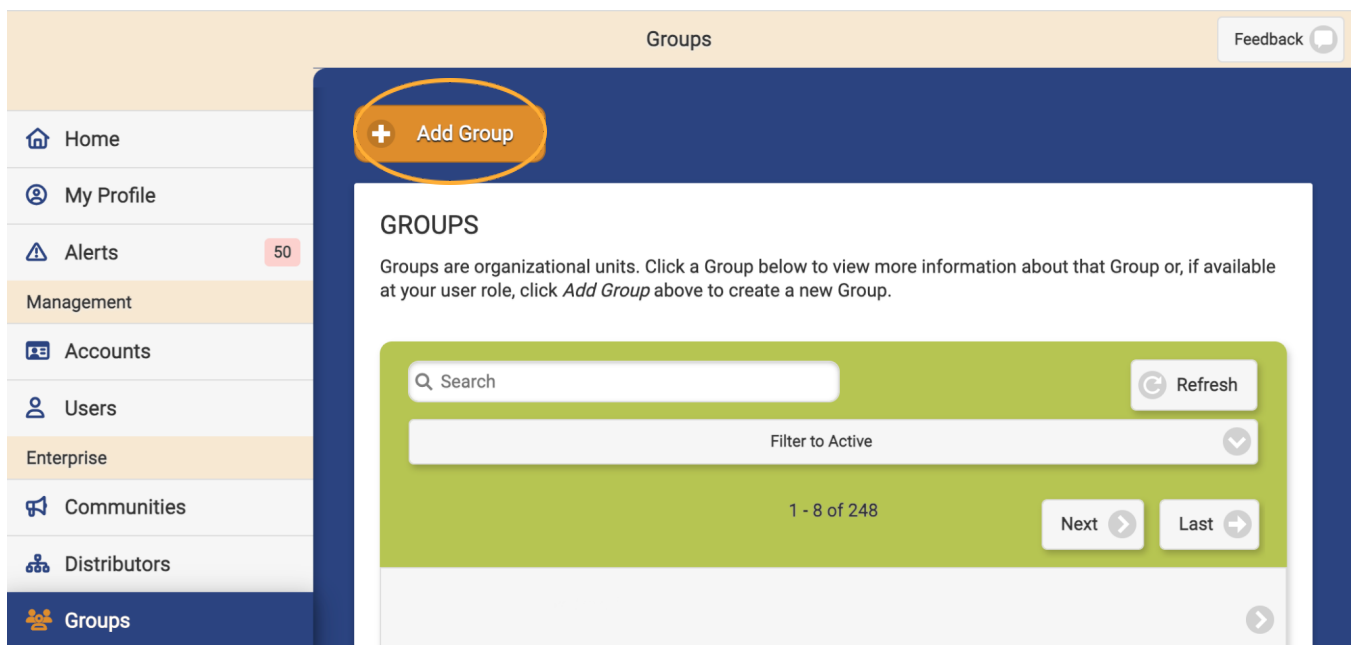 Groups
Feedback
Home
My Profile
Alerts 50
Management
Accounts
Users
Enterprise
Communities
Distributors
Groups
Add Group
GROUPS
Groups are organizational units. Click a Group below to view more information about that Group or, if available
at your user role, click Add Group above to create a new Group.
Search
Refresh
Filter to Active
1 - 8 of 248
Next
Last